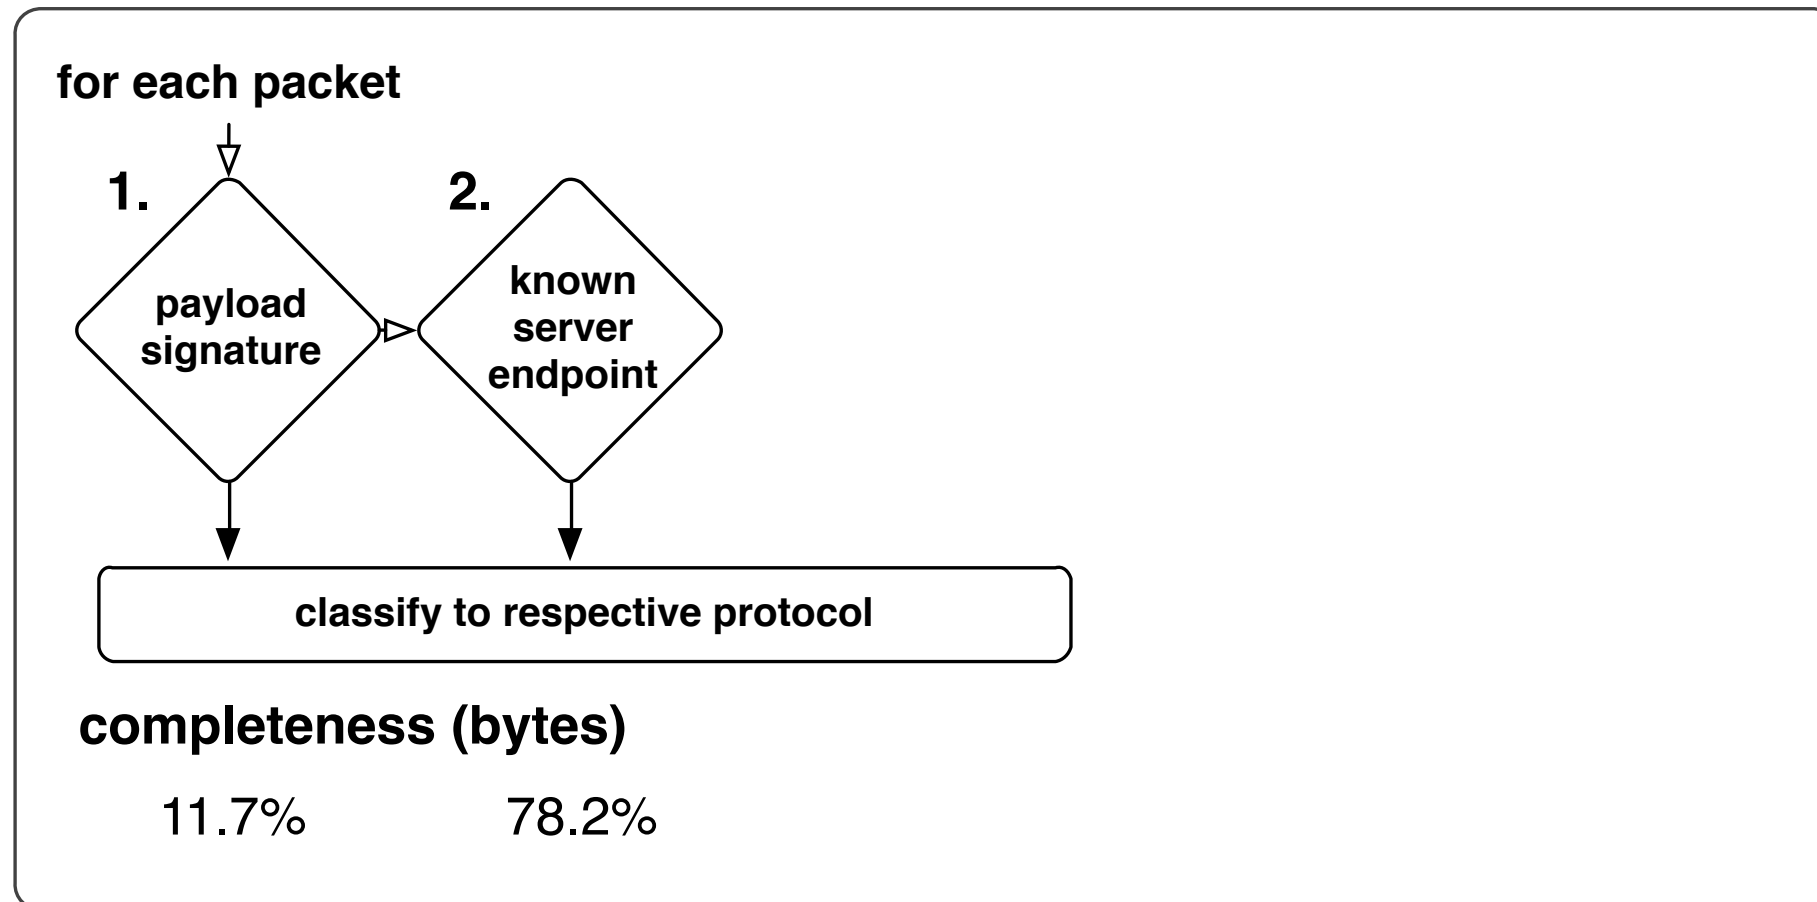 for each packet
1.
payload
signature
2.
known
server
endpoint
classify to respective protocol
completeness (bytes)
11.7%
78.2%